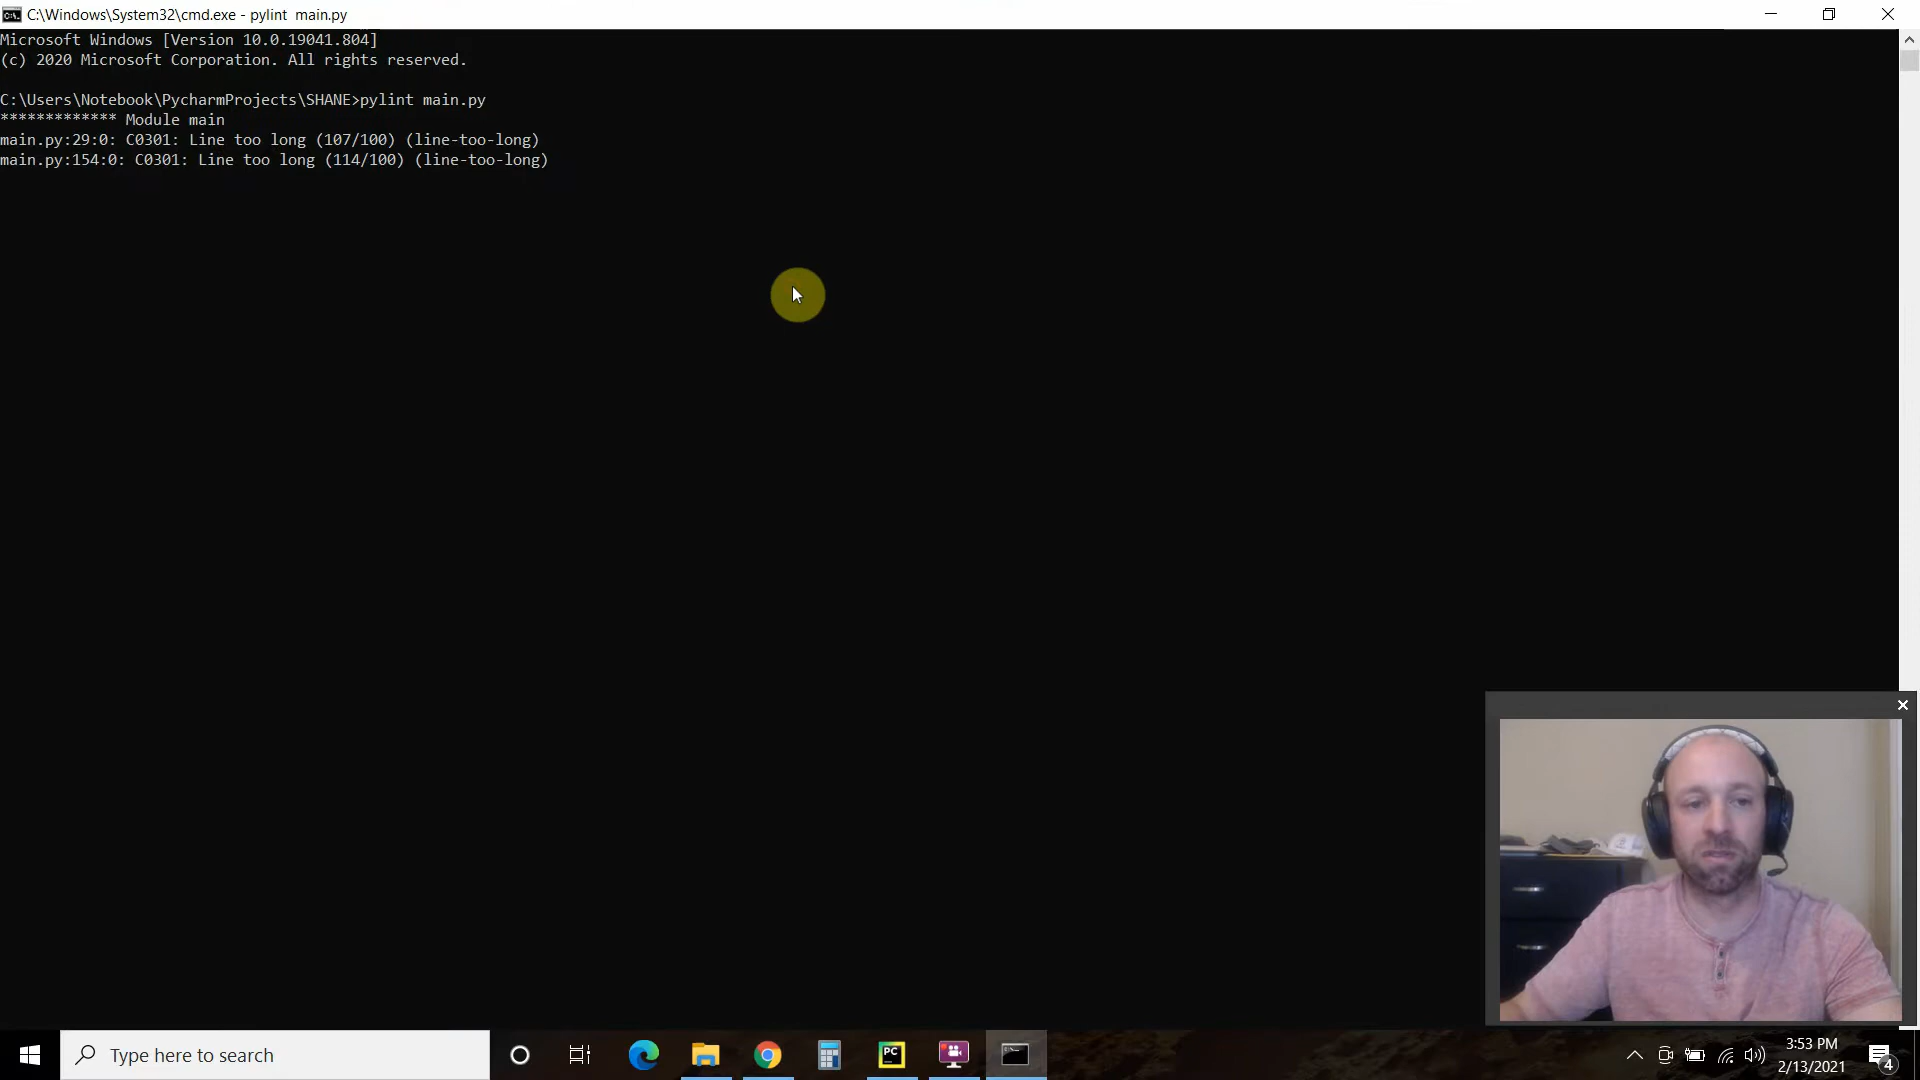 C:\Windows\System32\cmd.exe - pylint  main.py
Microsoft Windows [Version 10.0.19041.804]
(c) 2020 Microsoft Corporation. All rights reserved.
C:\Users\Notebook\PycharmProjects\SHANE>pylint main.py
************* Module main
main.py:29:0: C0301: Line too long (107/100) (line-too-long)
main.py:154:0: C0301: Line too long (114/100) (line-too-long)
Type here to search
PC
3:53 PM
2/13/2021
4